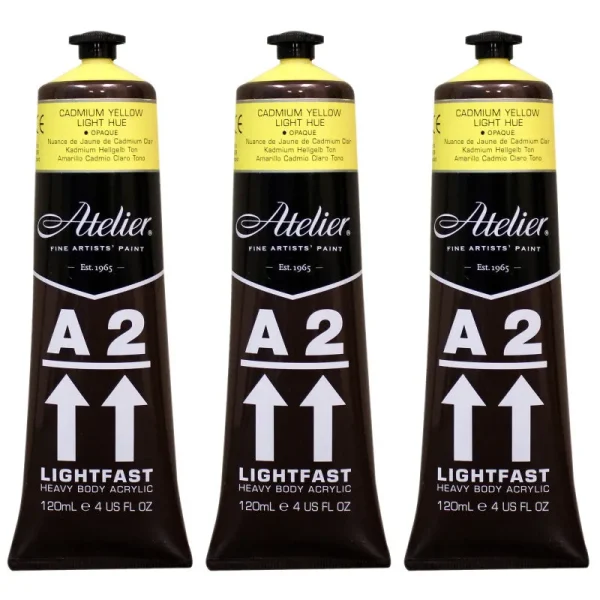 CADMIUM YELLOW
LIGHT HUE
• OPAQUE
Nuance de Jaune de Cadmium Clair
Kadmium Hellgelb Ton
Amarillo Cadmio Claro Tono
Atelier®
FINE ARTISTS' PAINT
Est. 1965
A 2
LIGHTFAST
HEAVY BODY ACRYLIC
120mL e 4 US FL OZ
CADMIUM YELLOW
LIGHT HUE
• OPAQUE
Nuance de Jaune de Cadmium Clair
Kadmium Hellgelb Ton
Amarillo Cadmio Claro Tono
Atelier®
FINE ARTISTS' PAINT
Est. 1965
A 2
LIGHTFAST
HEAVY BODY ACRYLIC
120mL e 4 US FL OZ
CADMIUM YELLOW
LIGHT HUE
• OPAQUE
Nuance de Jaune de Cadmium Clair
Kadmium Hellgelb Ton
Amarillo Cadmio Claro Tono
Atelier®
FINE ARTISTS' PAINT
Est. 1965
A 2
LIGHTFAST
HEAVY BODY ACRYLIC
120mL e 4 US FL OZ